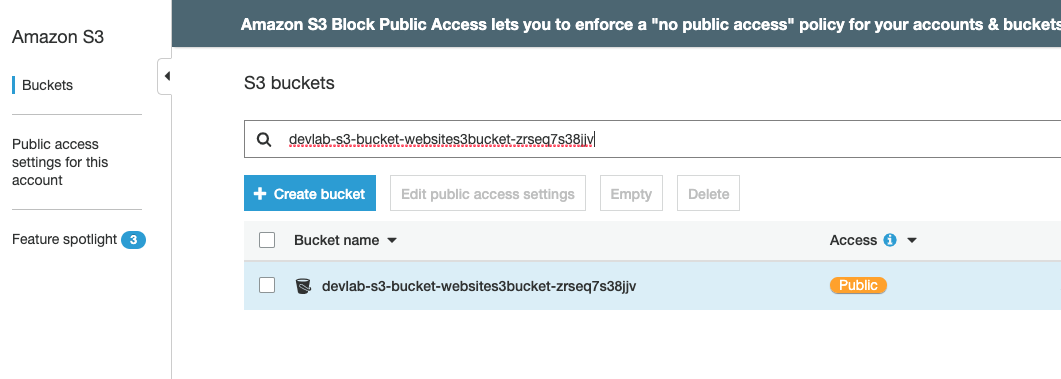 Amazon S3
Buckets
Public access
settings for this
account
Feature spotlight 3
Amazon S3 Block Public Access lets you to enforce a "no public access" policy for your accounts & buckets
S3 buckets
devlab-s3-bucket-websites3bucket-zrseq7s38jjv
+ Create bucket Edit public access settings Empty Delete
Bucket name Access
devlab-s3-bucket-websites3bucket-zrseq7s38jjv Public